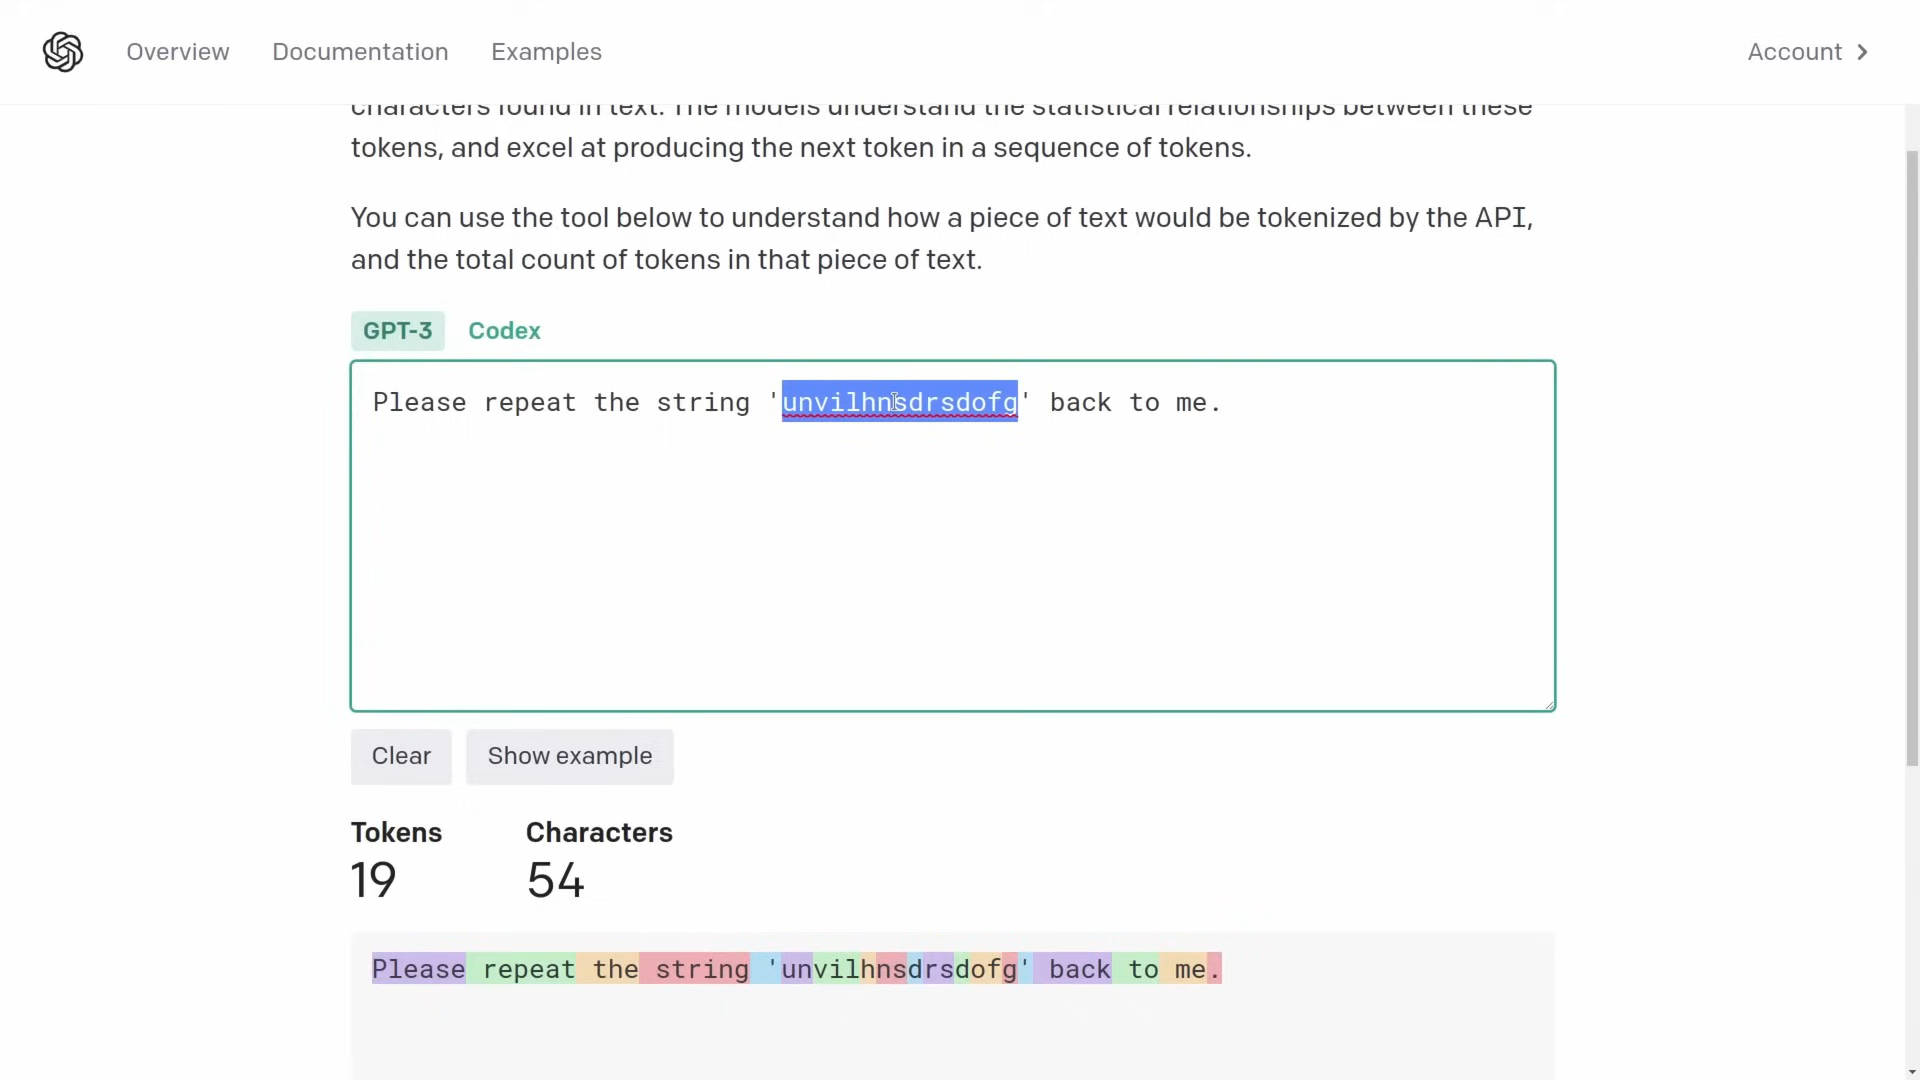 Overview Documentation Examples Account
characters found in text. The models understand the statistical relationships between these
tokens, and excel at producing the next token in a sequence of tokens.
You can use the tool below to understand how a piece of text would be tokenized by the API,
and the total count of tokens in that piece of text.
GPT-3 Codex
Please repeat the string 'unvilhnsdrsdofg' back to me.
Clear Show example
Tokens Characters
19 54
Please repeat the string 'unvilhnsdrsdofg' back to me.